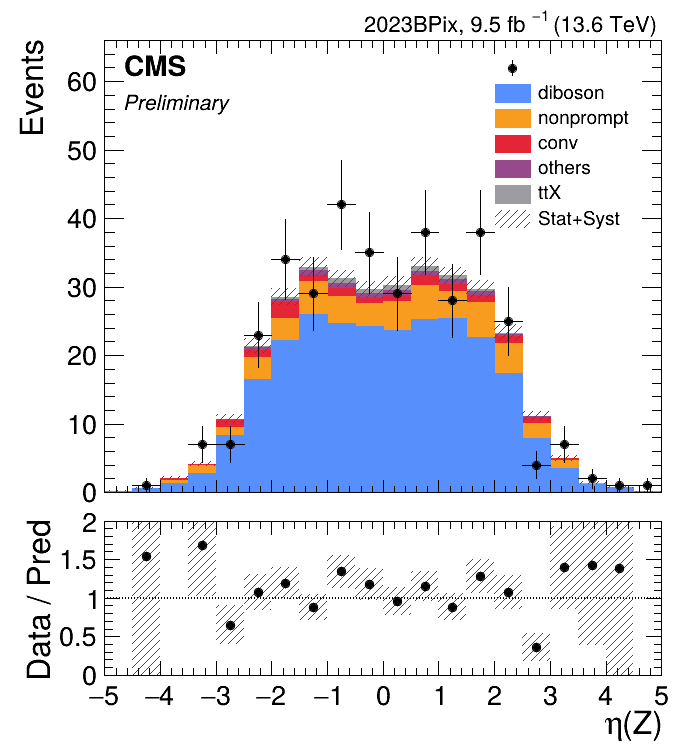 2023BPix, 9.5 fb⁻¹ (13.6 TeV)
CMS
Preliminary
diboson
nonprompt
conv
others
ttX
Stat+Syst
Events
60
50
40
30
20
10
0
Data / Pred
2
1.5
1
0.5
0
−5 −4 −3 −2 −1 0 1 2 3 4 5
η(Z)